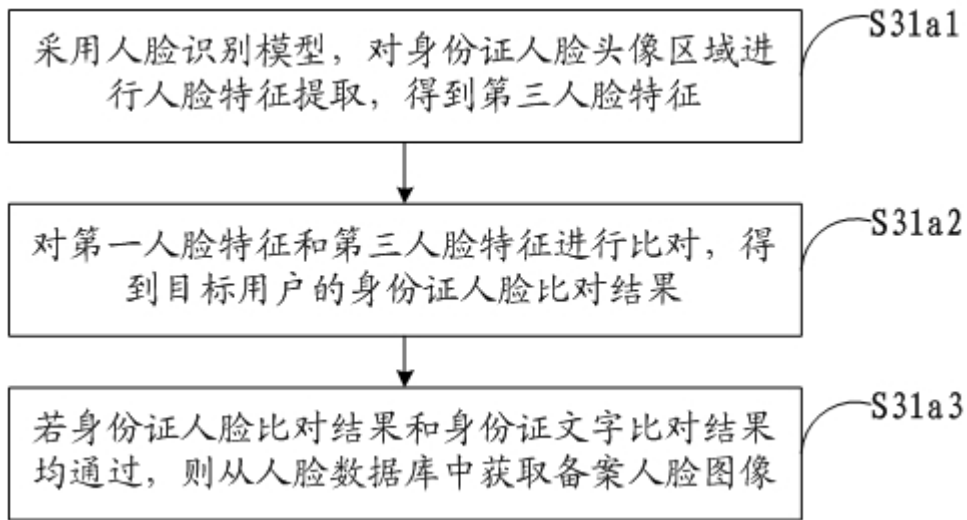 采用人脸识别模型，对身份证人脸头像区域进
行人脸特征提取，得到第三人脸特征
S31a1
对第一人脸特征和第三人脸特征进行比对，得
到目标用户的身份证人脸比对结果
S31a2
若身份证人脸比对结果和身份证文字比对结果
均通过，则从人脸数据库中获取备案人脸图像
S31a3